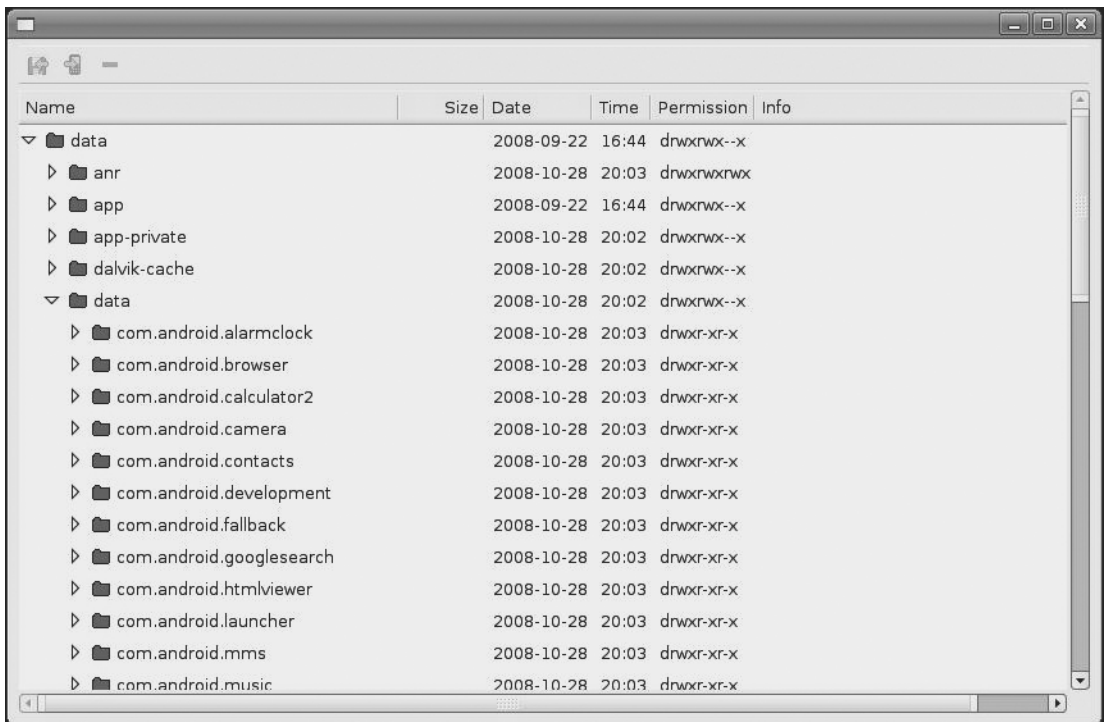 Name Size Date Time Permission Info
data 2008-09-22 16:44 drwxrwx--x
anr 2008-10-28 20:03 drwxrwxrwx
app 2008-09-22 16:44 drwxrwx--x
app-private 2008-10-28 20:02 drwxrwx--x
dalvik-cache 2008-10-28 20:02 drwxrwx--x
data 2008-10-28 20:02 drwxrwx--x
com.android.alarmclock 2008-10-28 20:03 drwxr-xr-x
com.android.browser 2008-10-28 20:03 drwxr-xr-x
com.android.calculator2 2008-10-28 20:03 drwxr-xr-x
com.android.camera 2008-10-28 20:03 drwxr-xr-x
com.android.contacts 2008-10-28 20:03 drwxr-xr-x
com.android.development 2008-10-28 20:03 drwxr-xr-x
com.android.fallback 2008-10-28 20:03 drwxr-xr-x
com.android.googlesearch 2008-10-28 20:03 drwxr-xr-x
com.android.htmlviewer 2008-10-28 20:03 drwxr-xr-x
com.android.launcher 2008-10-28 20:03 drwxr-xr-x
com.android.mms 2008-10-28 20:03 drwxr-xr-x
com.android.music 2008-10-28 20:03 drwxr-xr-x